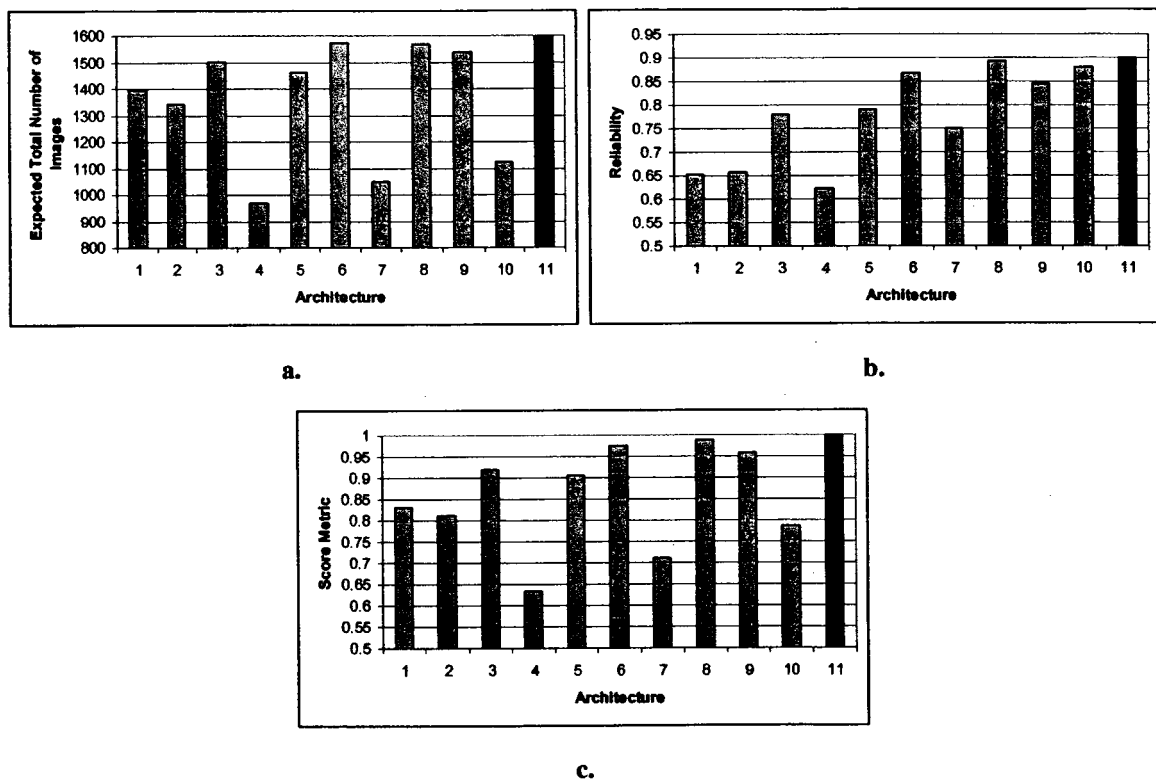 1600
1500
1400
1300
1200
1100
1000
900
800
Expected Total Number of
Images
1 2 3 4 5 6 7 8 9 10 11
Architecture
a.
0.95
0.9
0.85
0.8
0.75
0.7
0.65
0.6
0.55
0.5
Reliability
1 2 3 4 5 6 7 8 9 10 11
Architecture
b.
1
0.95
0.9
0.85
0.8
0.75
0.7
0.65
0.6
0.55
0.5
Score Metric
1 2 3 4 5 6 7 8 9 10 11
Architecture
c.